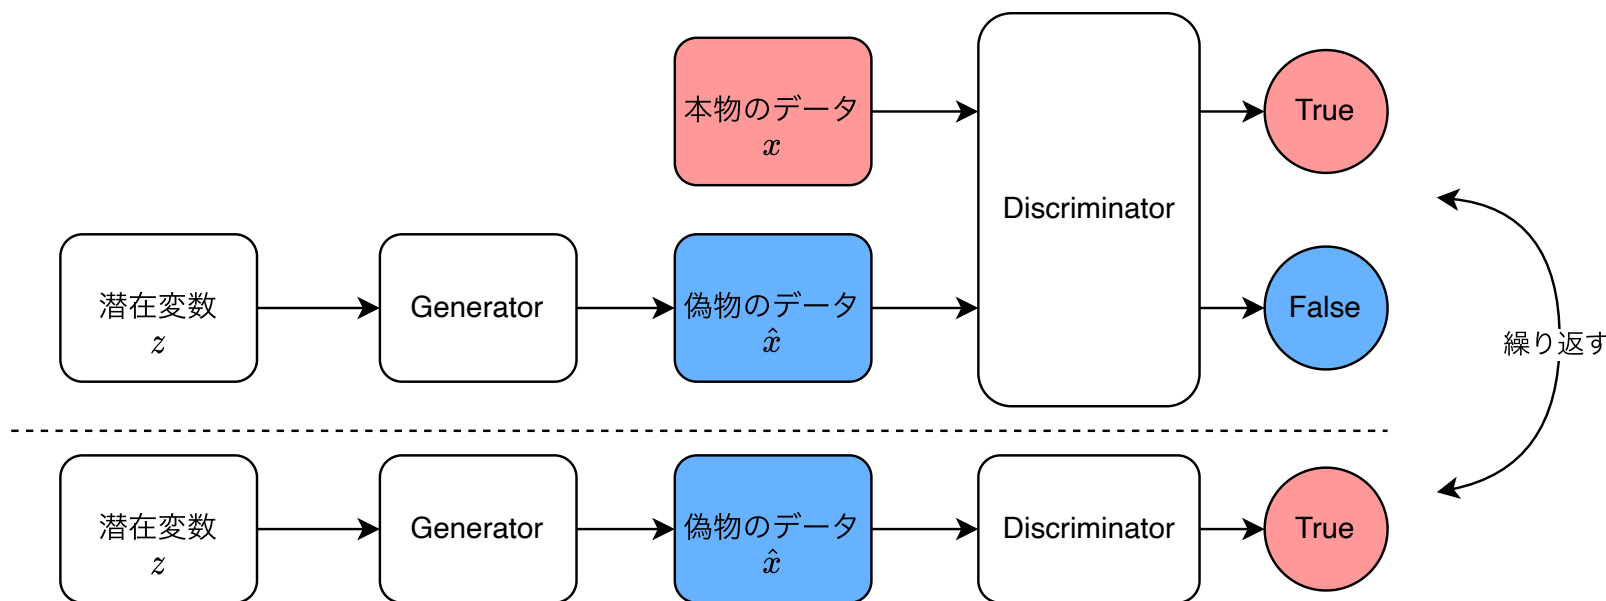 本物のデータ
x
True
Discriminator
潜在変数
z
Generator
偽物のデータ
x̂
False
繰り返す
潜在変数
z
Generator
偽物のデータ
x̂
Discriminator
True